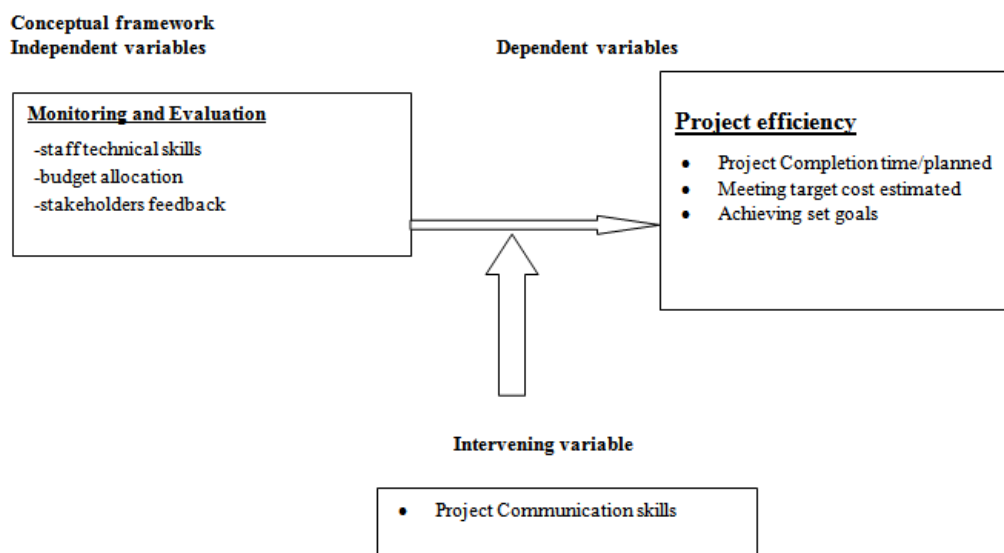 Conceptual framework
Independent variables
Dependent variables
Monitoring and Evaluation
-staff technical skills
-budget allocation
-stakeholders feedback
Project efficiency
• Project Completion time/planned
• Meeting target cost estimated
• Achieving set goals
Intervening variable
• Project Communication skills